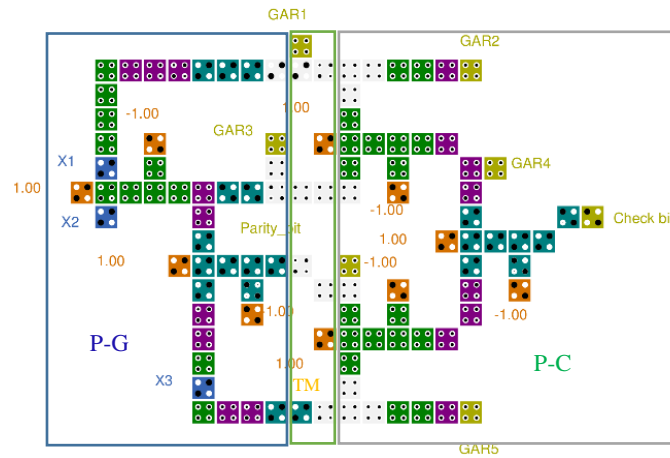 GAR1
GAR2
-1.00
1.00
GAR3
X1
GAR4
1.00
-1.00
X2
Parity_bit
Check bi
1.00
1.00
-1.00
1.00
-1.00
P-G
1.00
P-C
X3
TM
GAR5